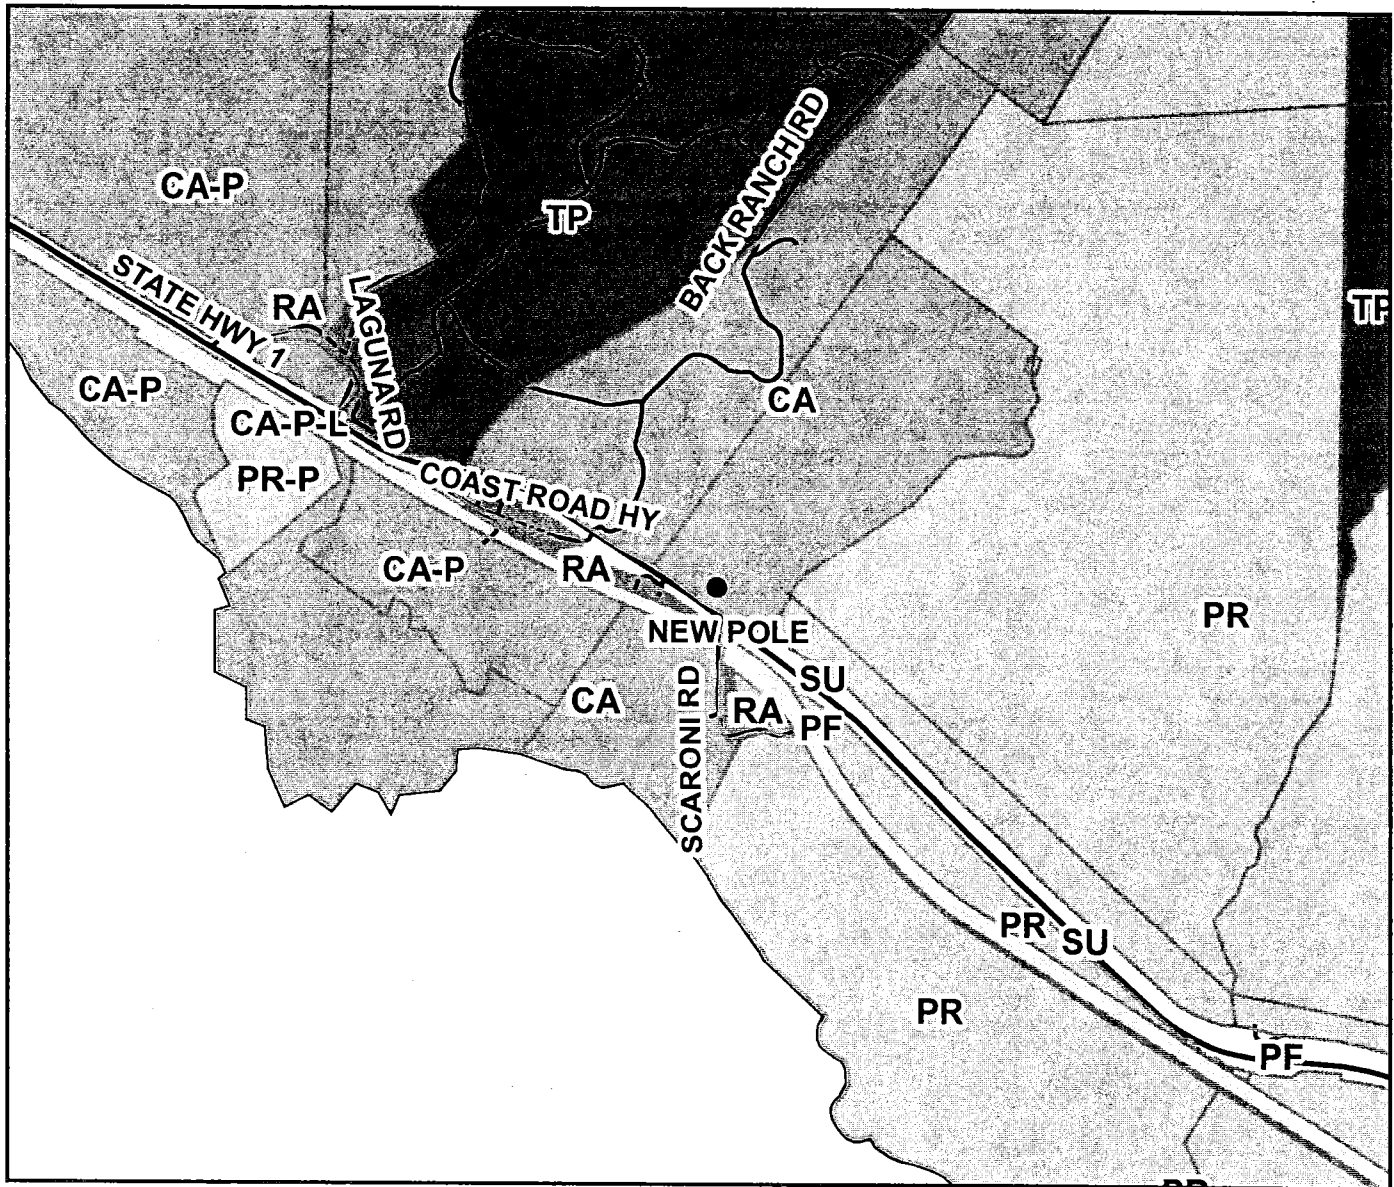 CA-P
TP
BACK RANCH RD
STATE HWY 1
RA
LAGUNA RD
TP
CA-P
CA-P-L
CA
PR-P
COAST ROAD HY
CA-P
RA
PR
NEW POLE
SU
CA
SCARONI RD
RA
PF
PR
SU
PR
PF